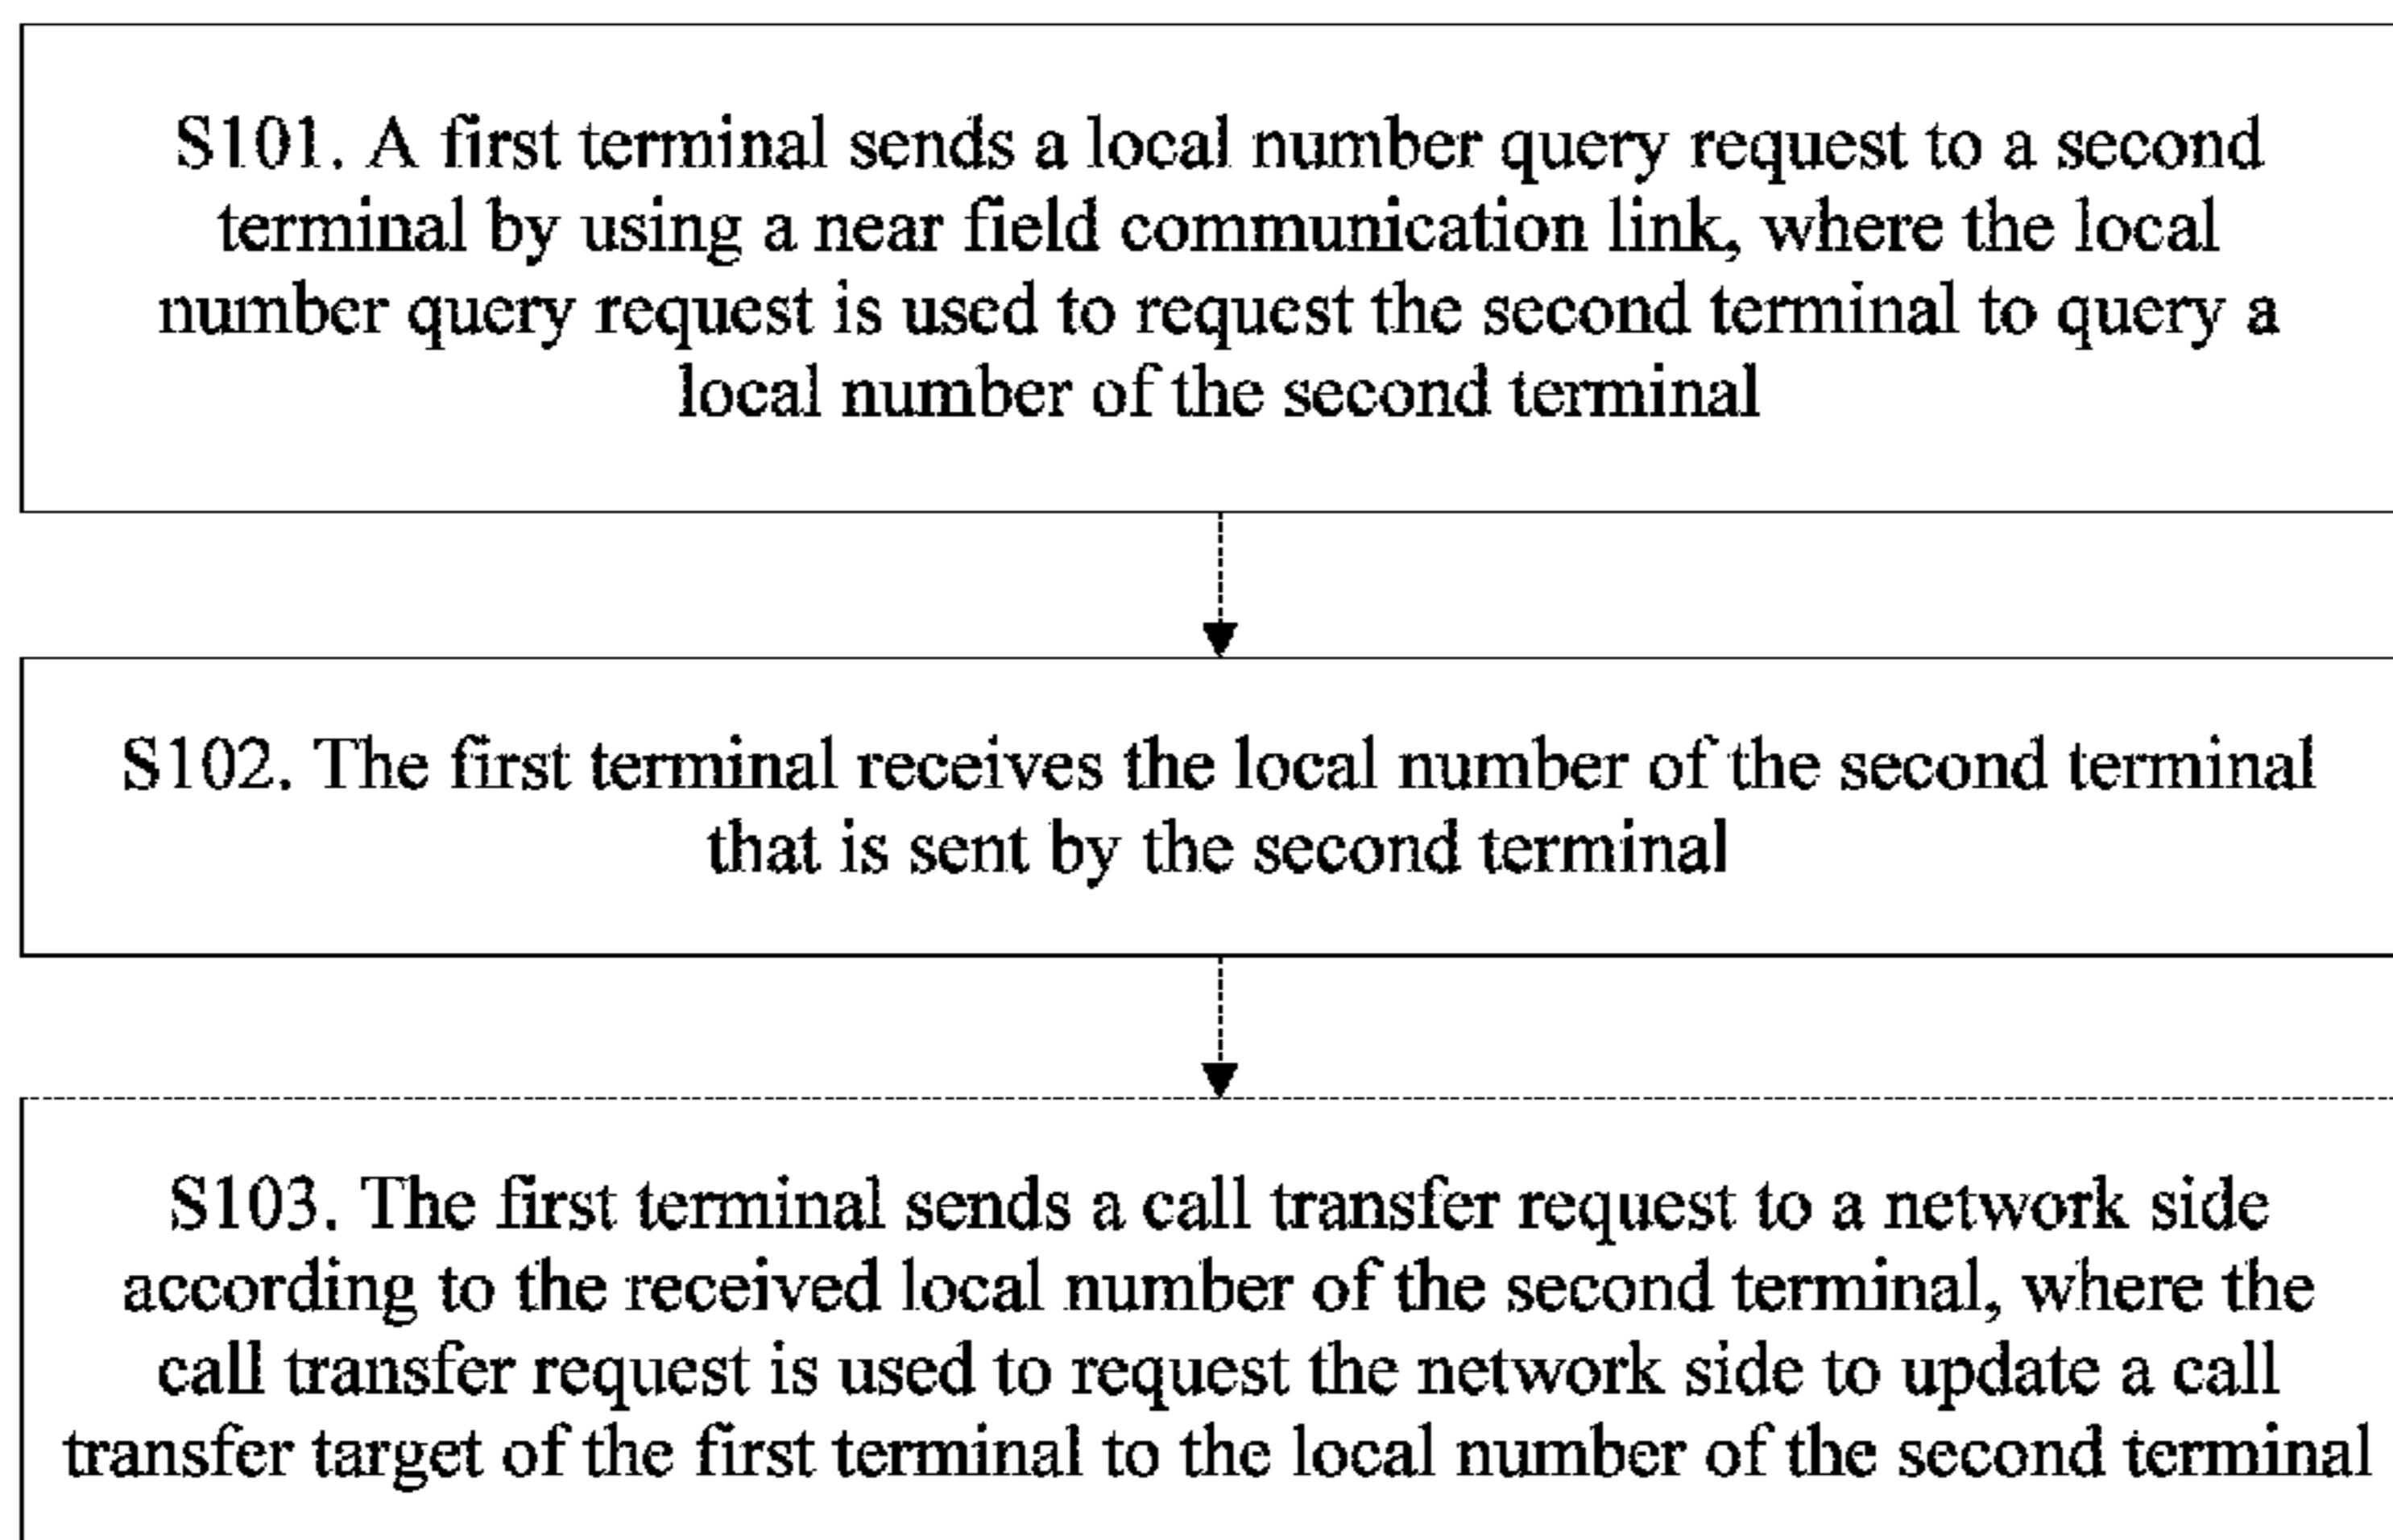 S101. A first terminal sends a local number query request to a second
terminal by using a near field communication link, where the local
number query request is used to request the second terminal to query a
local number of the second terminal
S102. The first terminal receives the local number of the second terminal
that is sent by the second terminal
S103. The first terminal sends a call transfer request to a network side
according to the received local number of the second terminal, where the
call transfer request is used to request the network side to update a call
transfer target of the first terminal to the local number of the second terminal